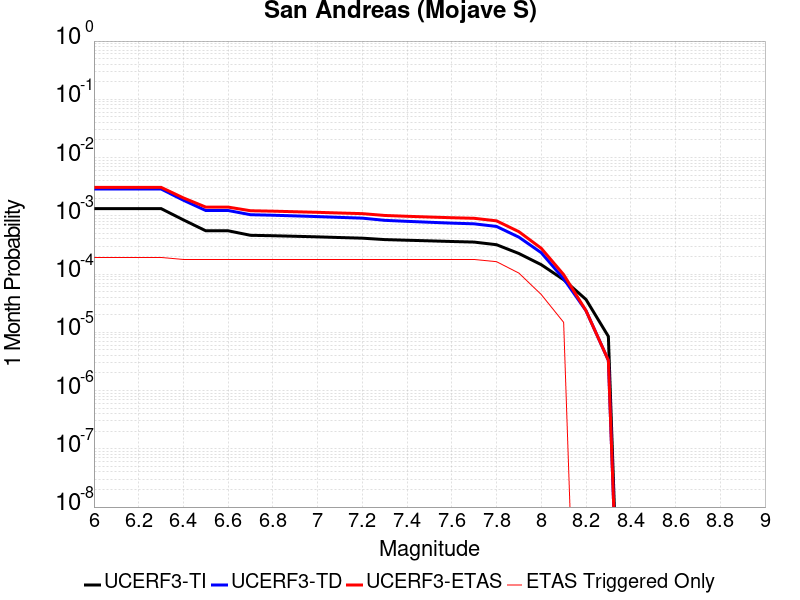 San Andreas (Mojave S)
10 0
10 -1
10 -2
10 -3
10 -4
10 -5
10 -6
10 -7
10 -8
1 Month Probability
6 6.2 6.4 6.6 6.8 7 7.2 7.4 7.6 7.8 8 8.2 8.4 8.6 8.8 9
Magnitude
UCERF3-TI UCERF3-TD UCERF3-ETAS ETAS Triggered Only